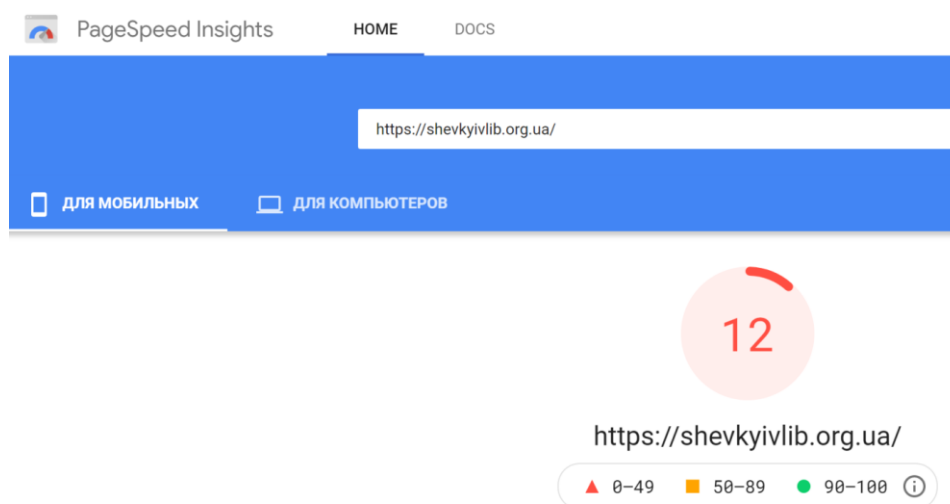 PageSpeed Insights HOME DOCS
https://shevkyivlib.org.ua/
ДЛЯ МОБИЛЬНЫХ ДЛЯ КОМПЬЮТЕРОВ
12
https://shevkyivlib.org.ua/
0–49 50–89 90–100